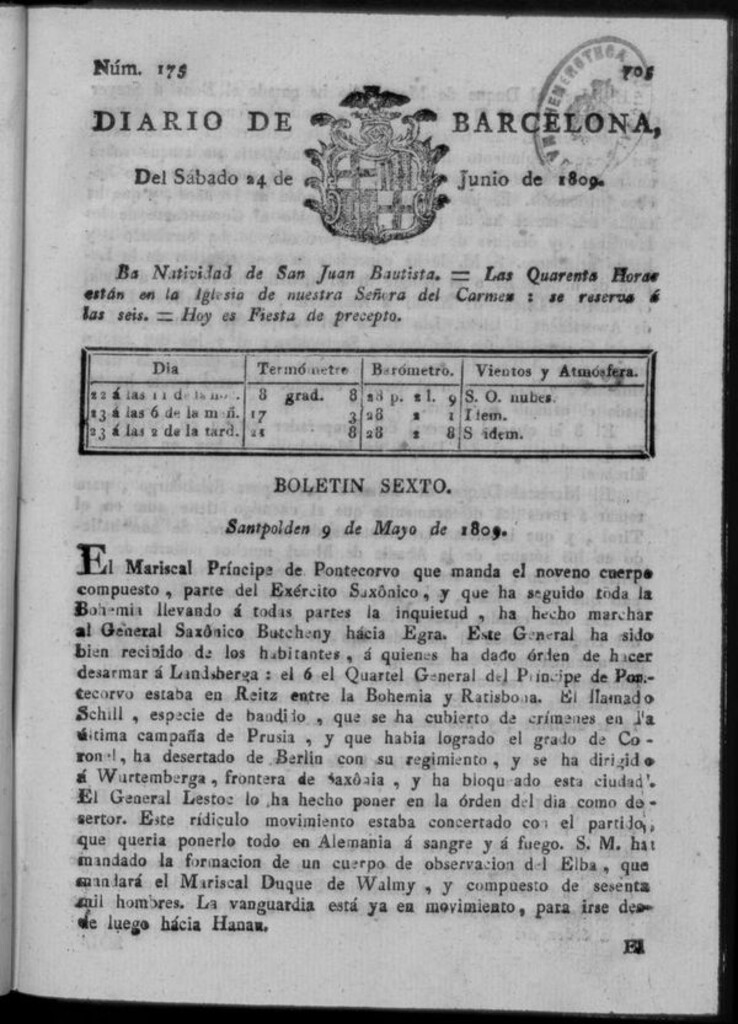 Núm. 175 705
DIARIO DE BARCELONA,
Del Sábado 24 de Junio de 1809.
Ba Natividad de San Juan Bautista. = Las Quarenta Horas
están en la Iglesia de nuestra Señora del Carmen : se reserva á
las seis. = Hoy es Fiesta de precepto.
Dia Termómetro Barómetro. Vientos y Atmósfera.
22 á las 11 de la 8 grad. 8 28 p. 2 l. 9 S. O. nubes.
23 á las 6 de la mañ. 17 3 28 2 1 Idem.
23 á las 2 de la tard. 21 8 28 2 8 S idem.
BOLETIN SEXTO.
Santpolden 9 de Mayo de 1809.
El Mariscal Príncipe de Pontecorvo que manda el noveno cuerpo
compuesto , parte del Exército Saxônico, y que ha seguido toda la
Bohemia llevando á todas partes la inquietud , ha hecho marchar
al General Saxônico Butcheny hácia Egra. Este General ha sido
bien recibido de los habitantes , á quienes ha dado órden de hacer
desarmar á Landsberga : el 6 el Quartel General del Príncipe de Pon-
tecorvo estaba en Reitz entre la Bohemia y Ratisbona. El llamado
Schill , especie de bandido , que se ha cubierto de crímenes en la
última campaña de Prusia , y que habia logrado el grado de Co-
ronel, ha desertado de Berlin con su regimiento, y se ha dirigido
á Wurtemberga, frontera de Saxônia , y ha bloqueado esta ciudad.
El General Lestoc lo ha hecho poner en la órden del dia como de-
sertor. Este rídiculo movimiento estaba concertado con el partido,
que queria ponerlo todo en Alemania á sangre y á fuego. S. M. ha
mandado la formacion de un cuerpo de observacion del Elba, que
mandará el Mariscal Duque de Walmy , y compuesto de sesenta
mil hombres. La vanguardia está ya en movimiento, para irse des-
de luego hácia Hanau.
El
HEMEROTECA